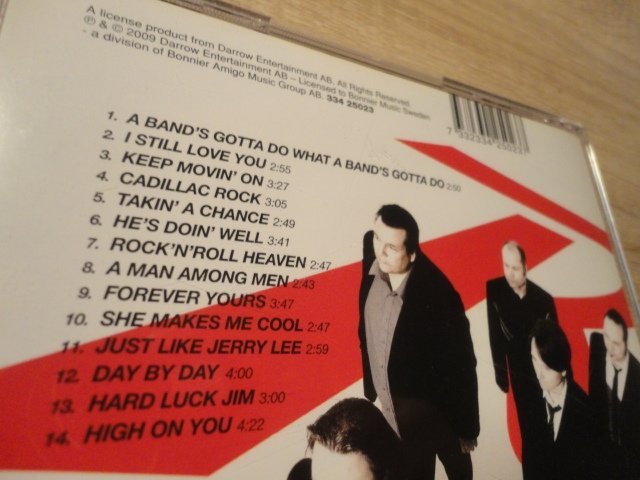 A license product from Darrow Entertainment AB. All Rights Reserved.
℗ & © 2009 Darrow Entertainment AB – Licensed to Bonnier Music Sweden
- a division of Bonnier Amigo Music Group AB. 334 25023
7 332334 250232
1. A BAND'S GOTTA DO WHAT A BAND'S GOTTA DO 2:50
2. I STILL LOVE YOU 2:55
3. KEEP MOVIN' ON 3:27
4. CADILLAC ROCK 3:05
5. TAKIN' A CHANCE 2:49
6. HE'S DOIN' WELL 3:41
7. ROCK'N'ROLL HEAVEN 2:47
8. A MAN AMONG MEN 2:43
9. FOREVER YOURS 3:47
10. SHE MAKES ME COOL 2:47
11. JUST LIKE JERRY LEE 2:59
12. DAY BY DAY 4:00
13. HARD LUCK JIM 3:00
14. HIGH ON YOU 4:22